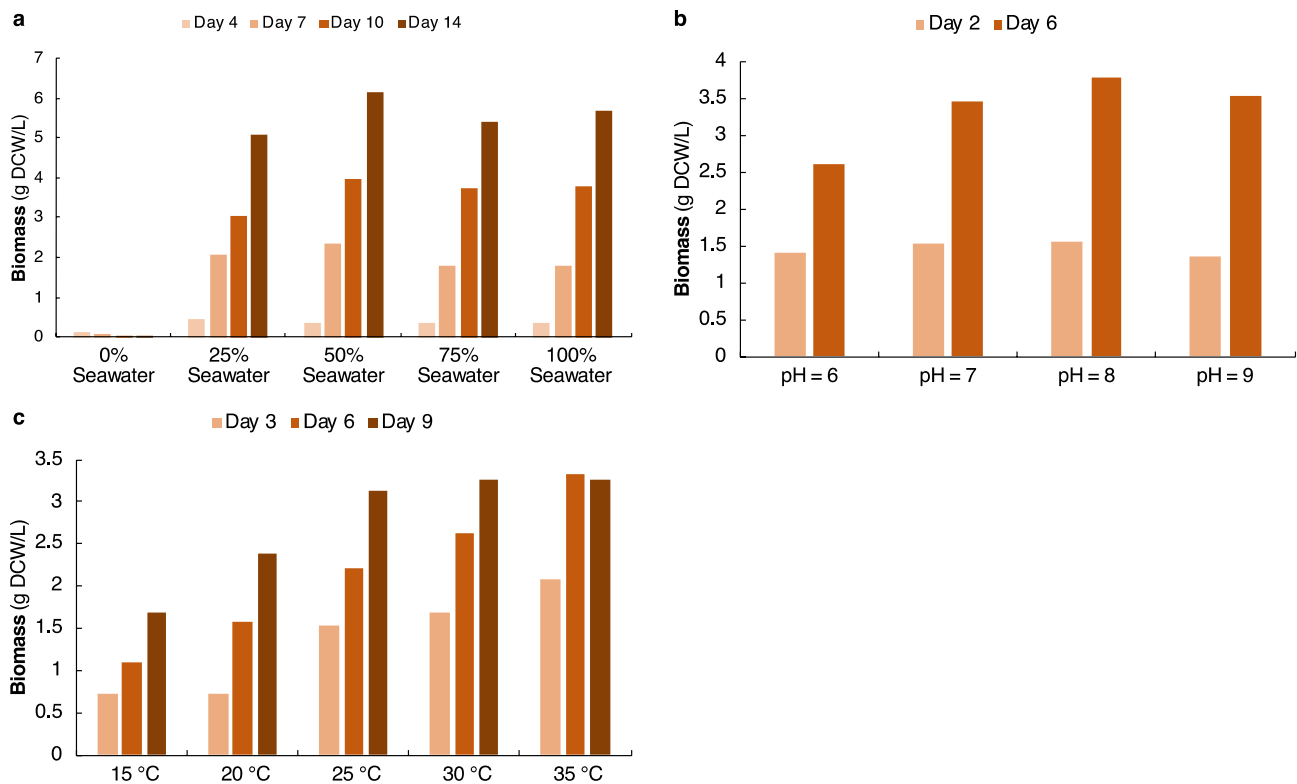 a
Day 4 Day 7 Day 10 Day 14
Biomass (g DCW/L)
7
6
5
4
3
2
1
0
0% 25% 50% 75% 100%
Seawater Seawater Seawater Seawater Seawater
b
Day 2 Day 6
Biomass (g DCW/L)
4
3.5
3
2.5
2
1.5
1
0.5
0
pH = 6 pH = 7 pH = 8 pH = 9
c
Day 3 Day 6 Day 9
Biomass (g DCW/L)
3.5
3
2.5
2
1.5
1
0.5
0
15 °C 20 °C 25 °C 30 °C 35 °C